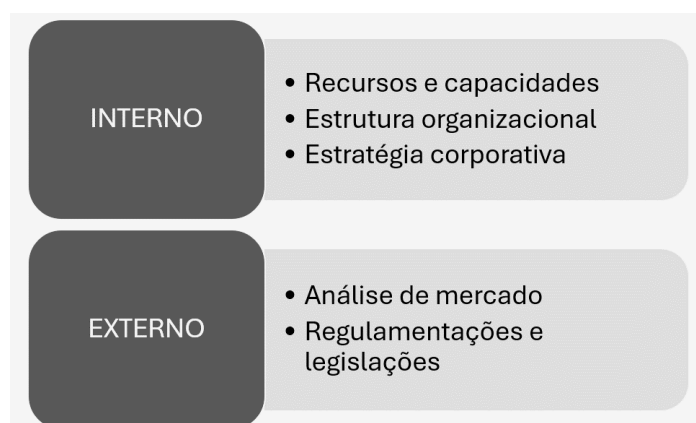 INTERNO
• Recursos e capacidades
• Estrutura organizacional
• Estratégia corporativa
EXTERNO
• Análise de mercado
• Regulamentações e
legislações